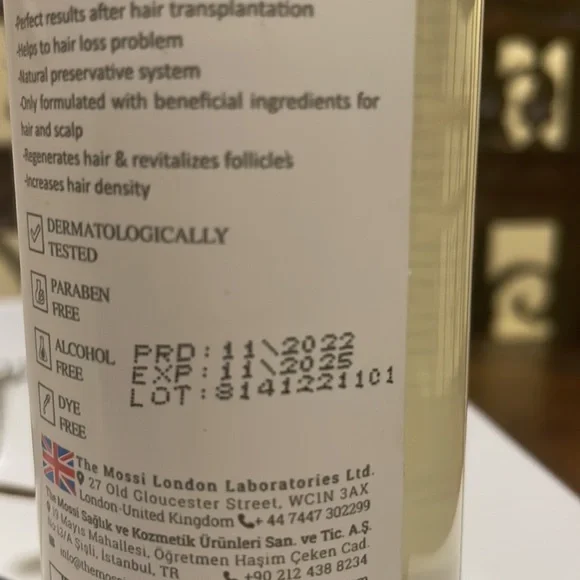 -Perfect results after hair transplantation
-Helps to hair loss problem
-Natural preservative system
-Only formulated with beneficial ingredients for
hair and scalp
-Regenerates hair & revitalizes follicles
-Increases hair density
DERMATOLOGICALLY
TESTED
PARABEN
FREE
ALCOHOL
FREE
DYE
FREE
PRD:11\2022
EXP:11\2025
LOT:8141221101
The Mossi London Laboratories Ltd.
27 Old Gloucester Street, WC1N 3AX
London-United Kingdom + 44 7447 302299
The Mossi Sağlık ve Kozmetik Ürünleri San. ve Tic. A.Ş.
19 Mayıs Mahallesi, Öğretmen Haşim Çeken Cad.
No:13/A Şişli, İstanbul, TR +90 212 438 8234
info@themossi